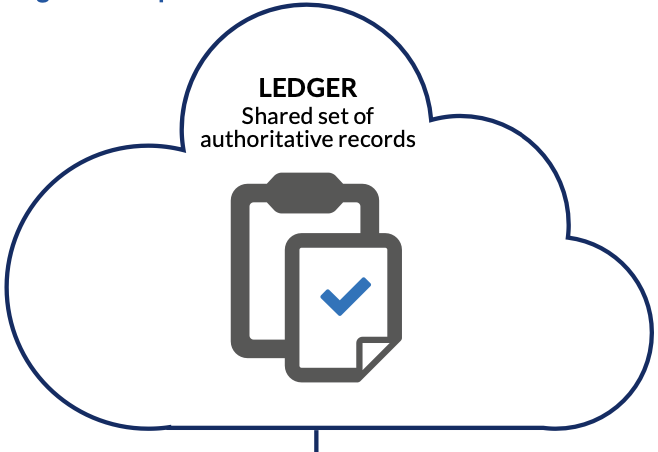 LEDGER
Shared set of
authoritative records